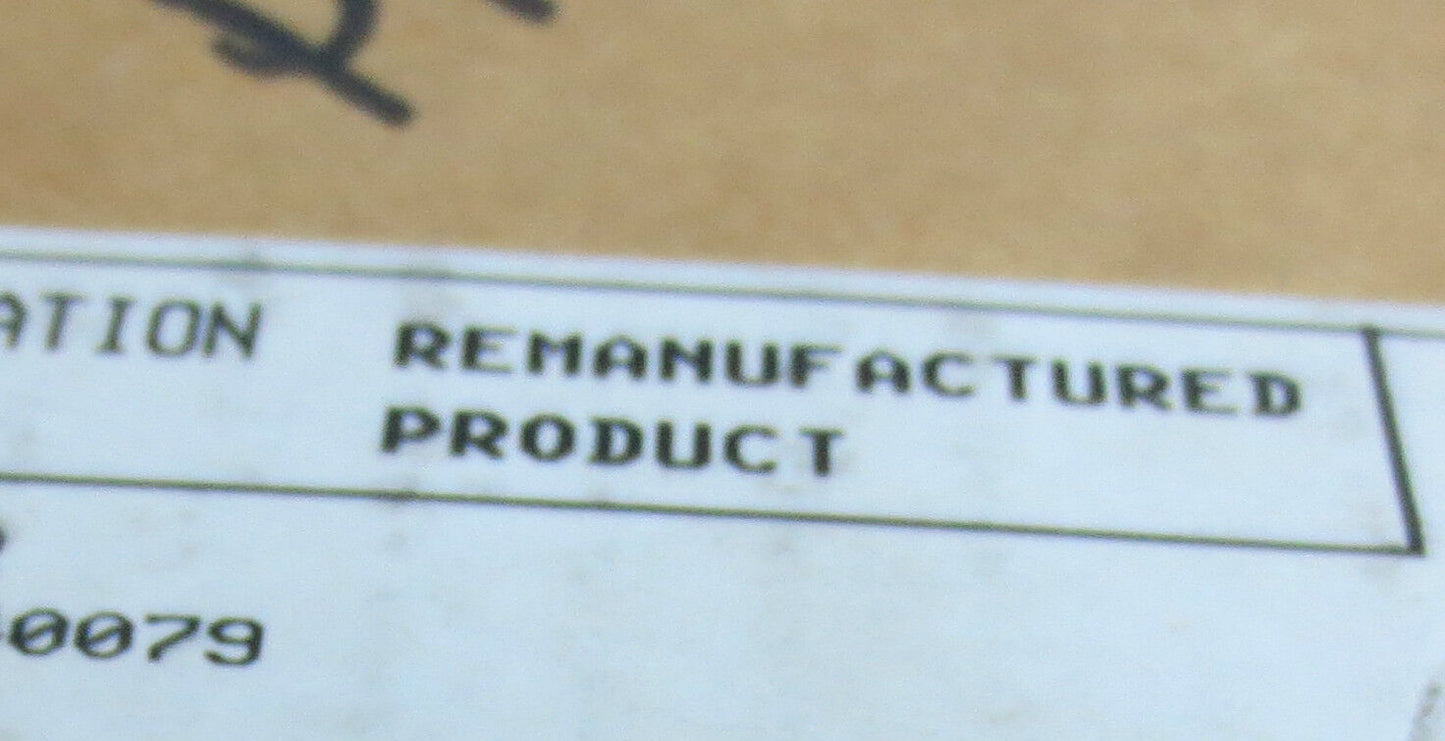 ATION REMANUFACTURED
PRODUCT
0079